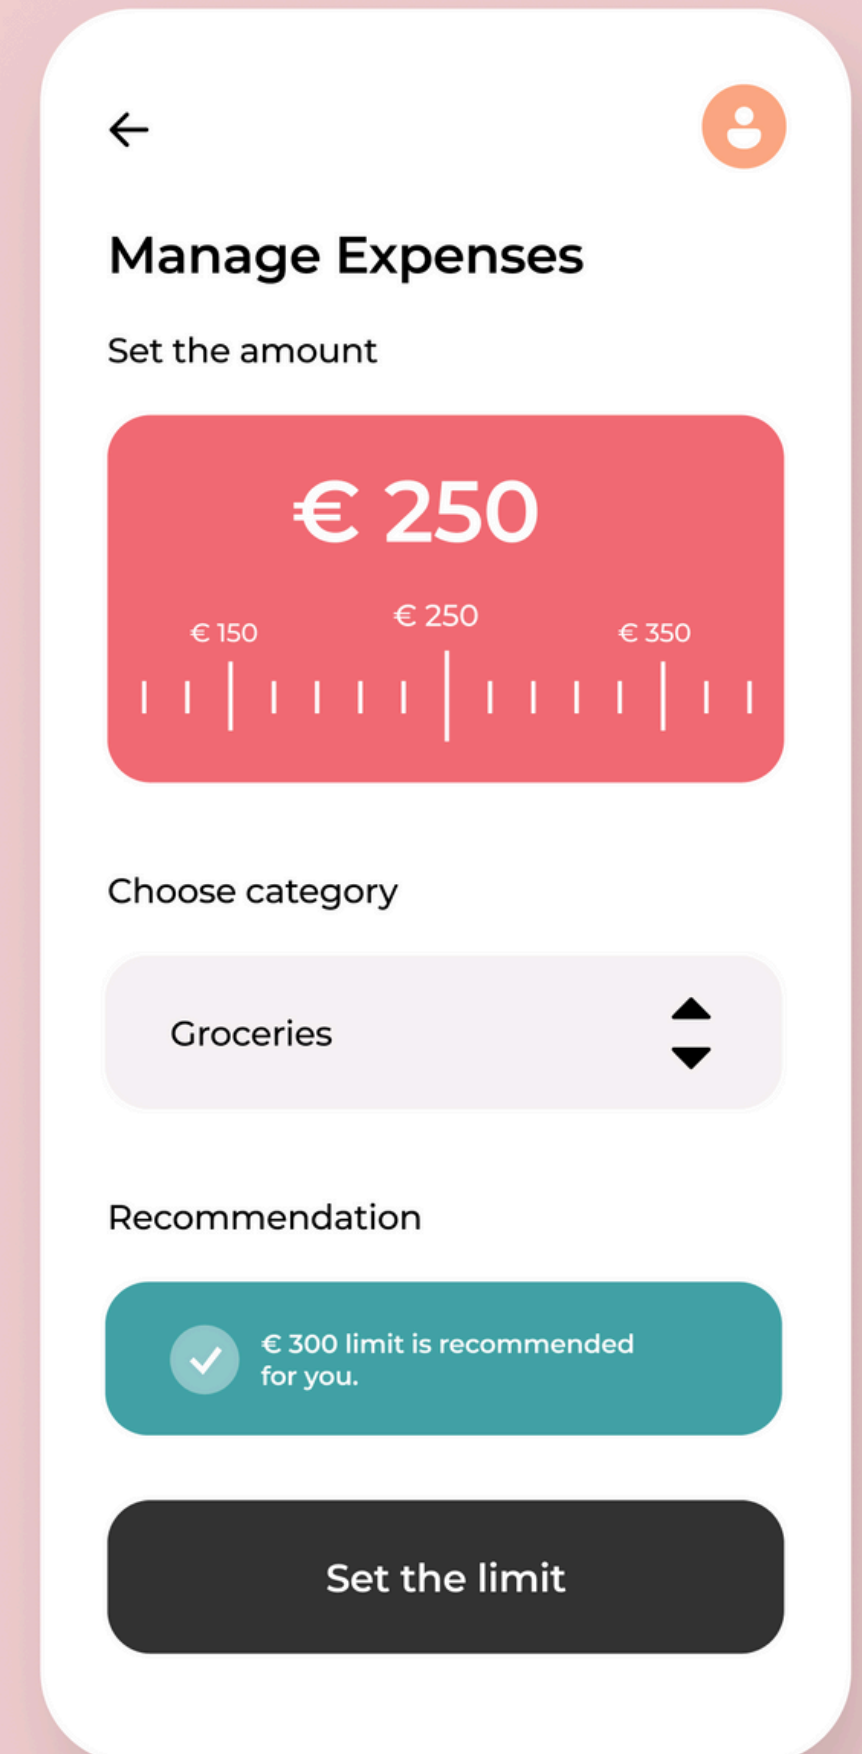 Manage Expenses
Set the amount
€ 250
€ 150
€ 250
€ 350
Choose category
Groceries
Recommendation
€ 300 limit is recommended
for you.
Set the limit